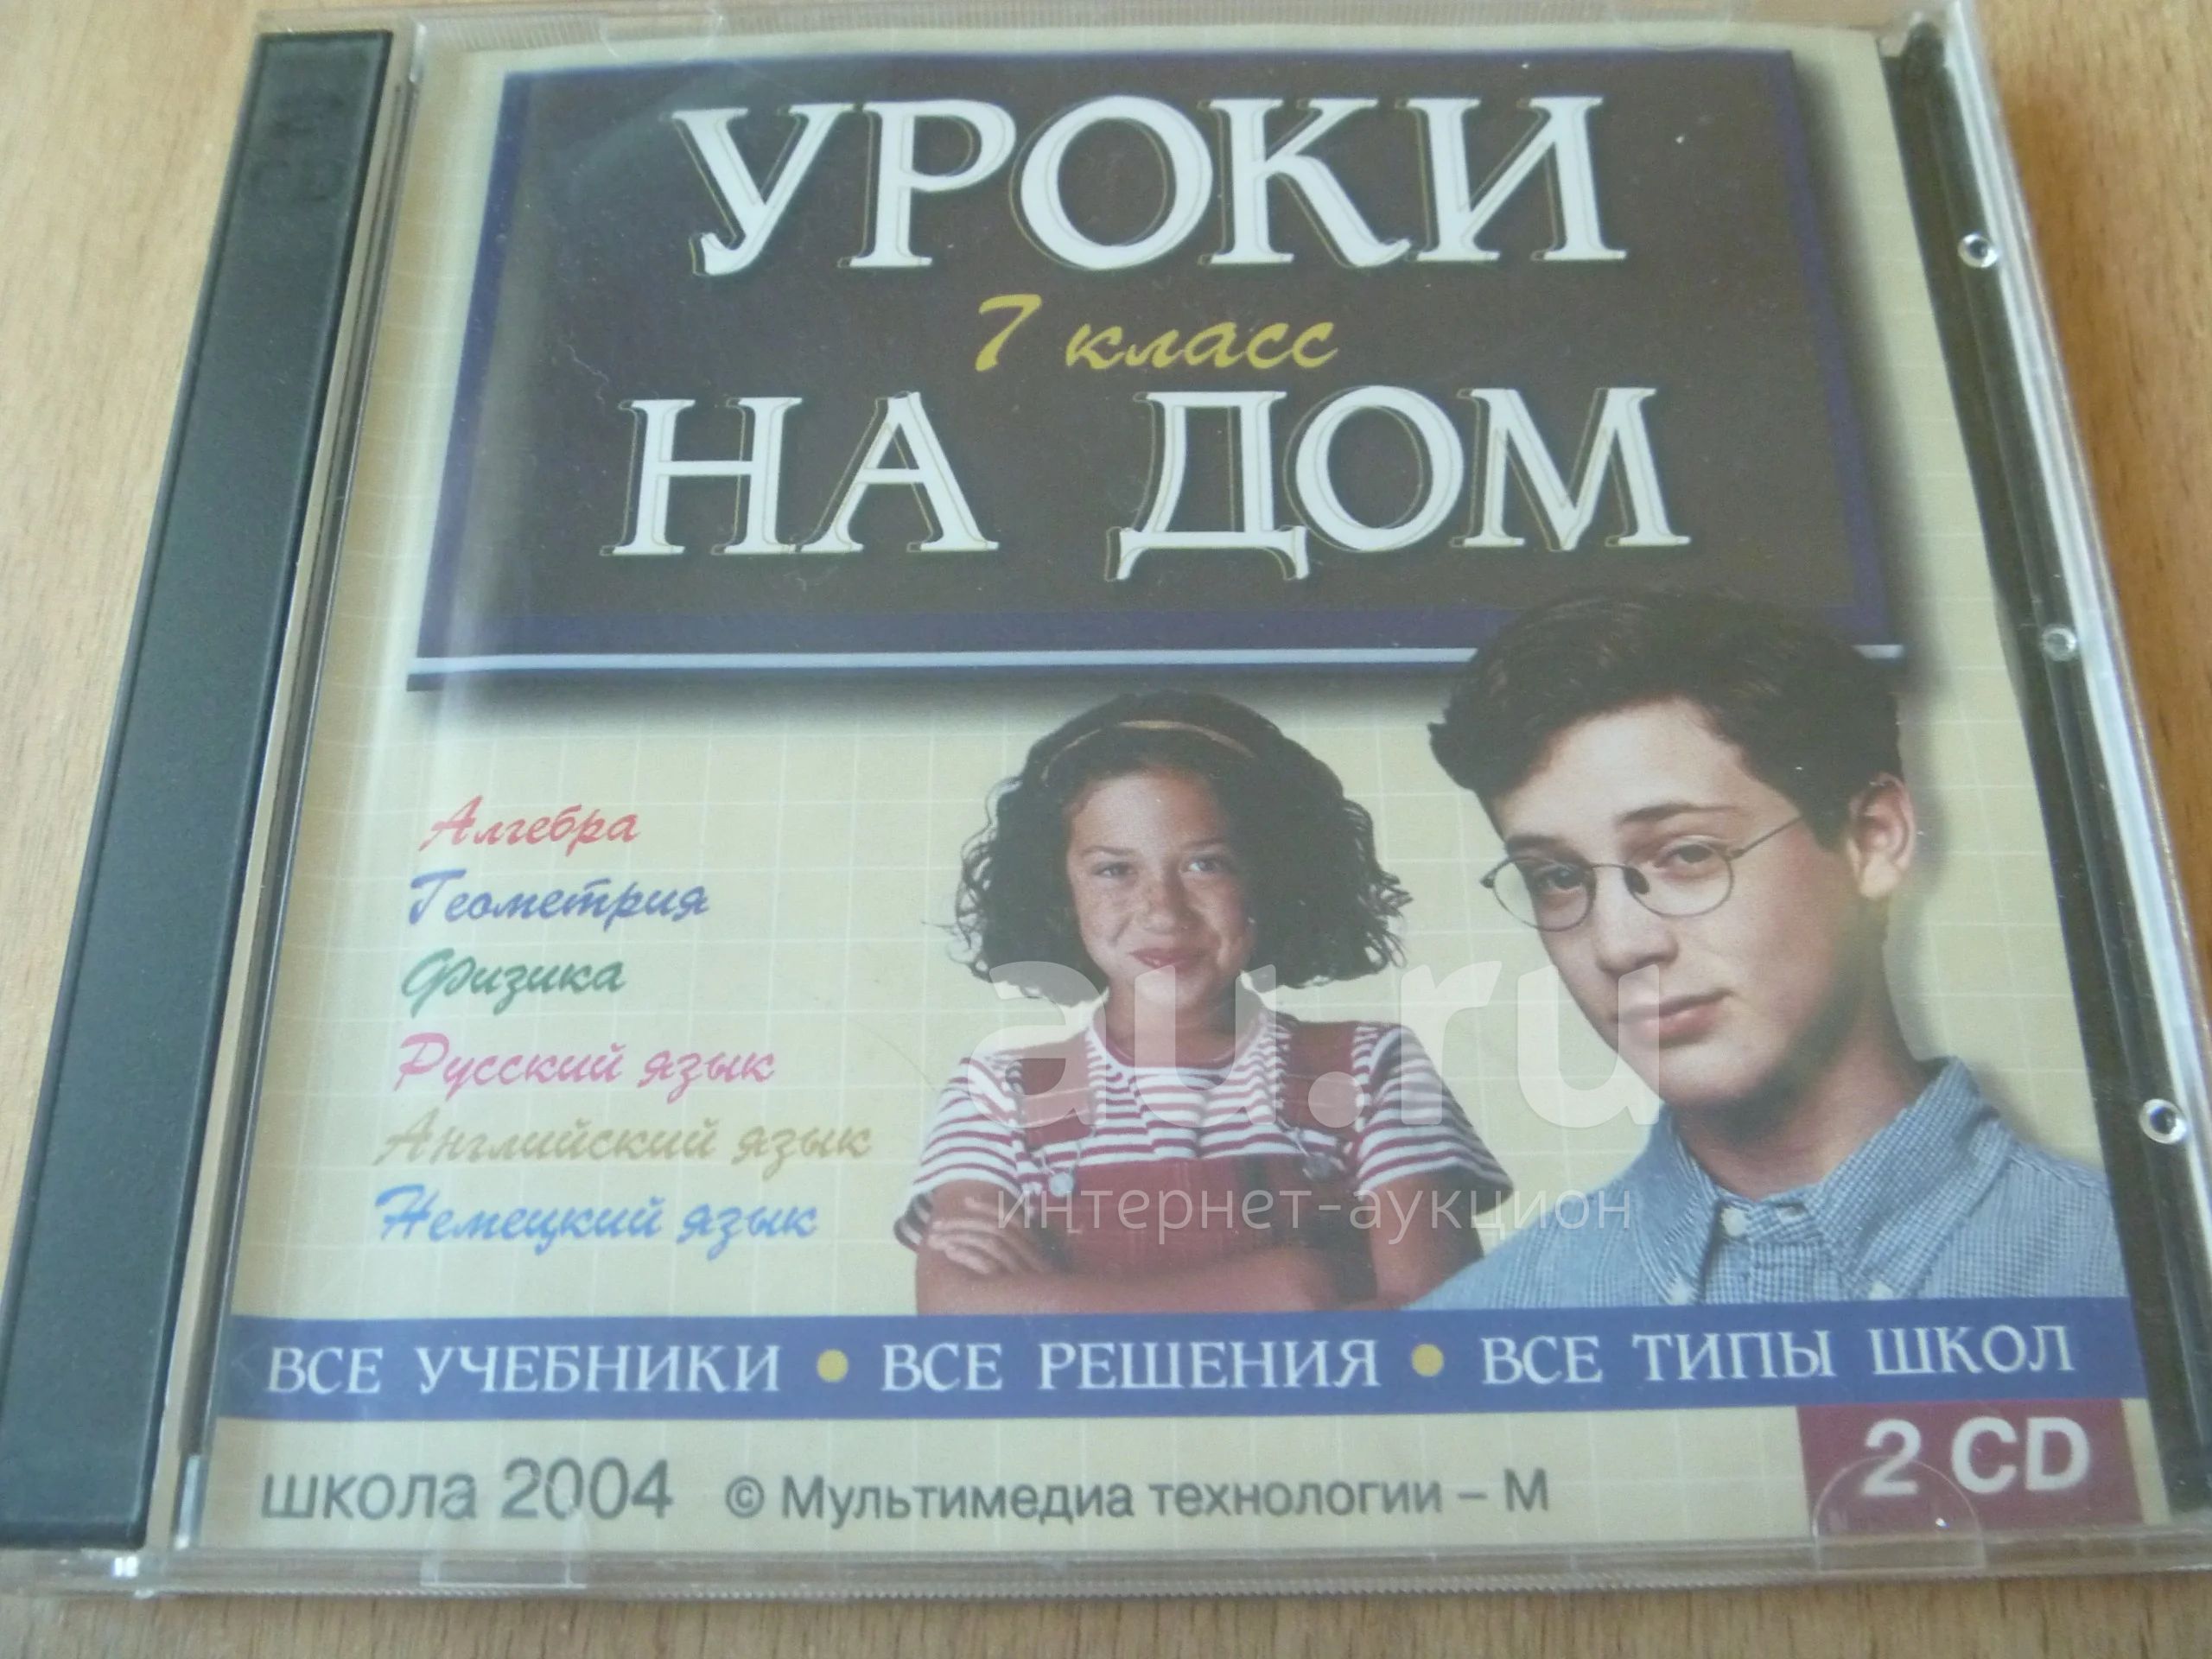 УРОКИ
7 класс
НА ДОМ
Алгебра
Геометрия
Физика
Русский язык
Английский язык
Немецкий язык
au.ru
интернет-аукцион
ВСЕ УЧЕБНИКИ • ВСЕ РЕШЕНИЯ • ВСЕ ТИПЫ ШКОЛ
2 CD
школа 2004 © Мультимедиа технологии – М